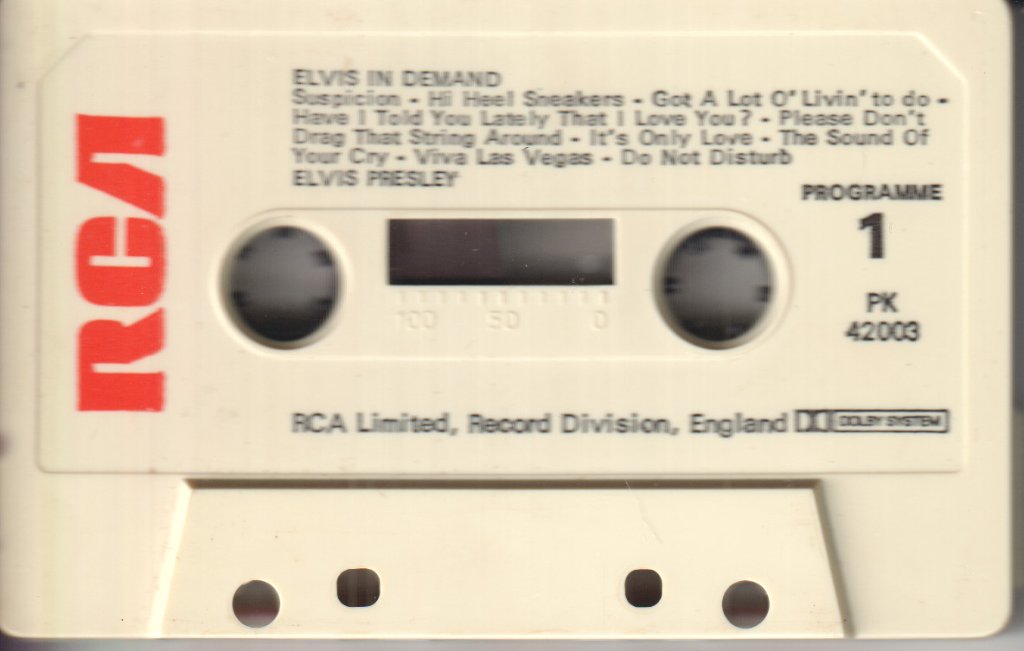 ELVIS IN DEMAND
Suspicion - Hi Heel Sneakers - Got A Lot O' Livin' to do -
Have I Told You Lately That I Love You? - Please Don't
Drag That String Around - It's Only Love - The Sound Of
Your Cry - Viva Las Vegas - Do Not Disturb
ELVIS PRESLEY
RCA
PROGRAMME
1
PK
42003
100 50 0
RCA Limited, Record Division, England DOLBY SYSTEM